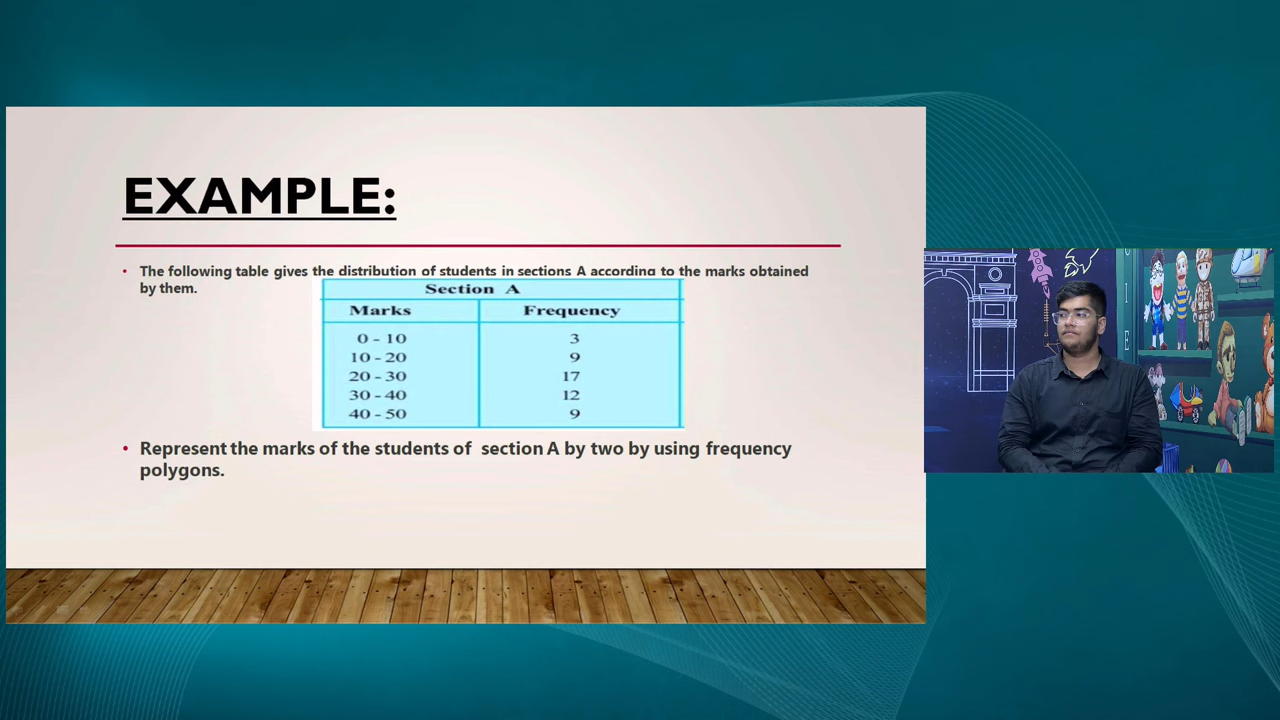 EXAMPLE:
• The following table gives the distribution of students in sections A according to the marks obtained
by them.
Section A
Marks Frequency
0 - 10 3
10 - 20 9
20 - 30 17
30 - 40 12
40 - 50 9
• Represent the marks of the students of section A by two by using frequency
polygons.